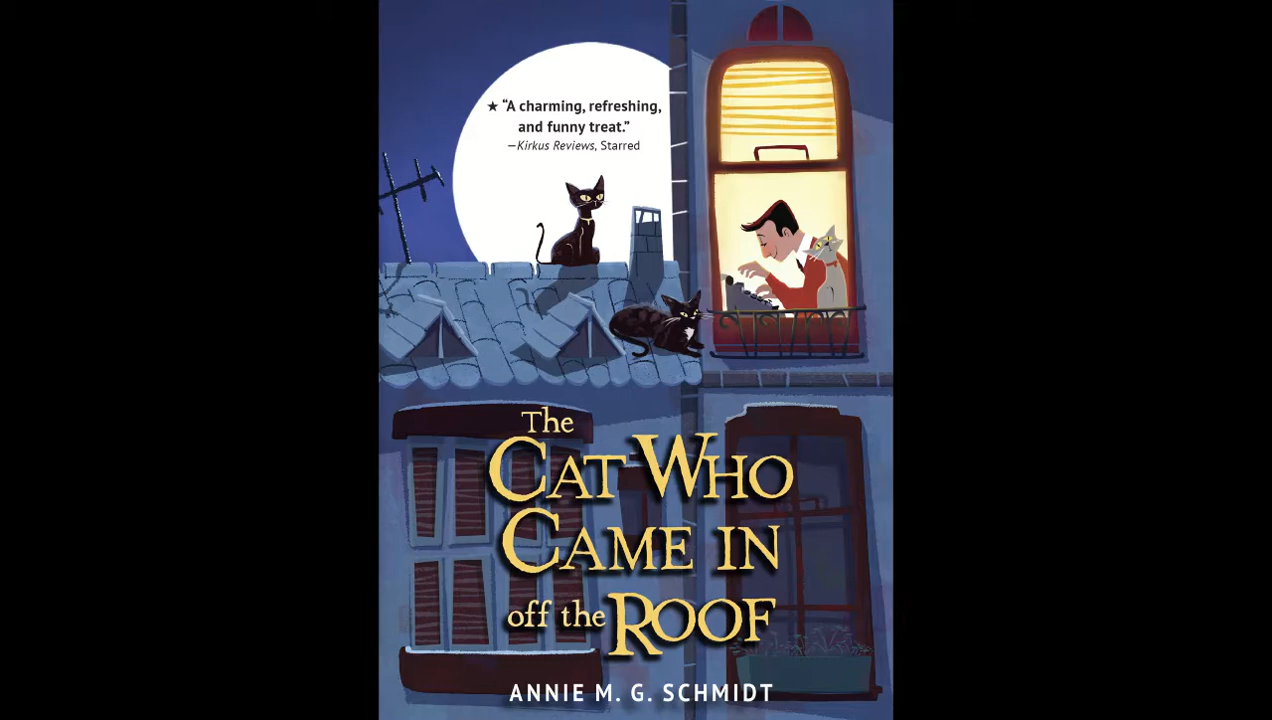 ★ “A charming, refreshing,
and funny treat.”
—Kirkus Reviews, Starred
The
CAT WHO
CAME IN
off the ROOF
ANNIE M. G. SCHMIDT